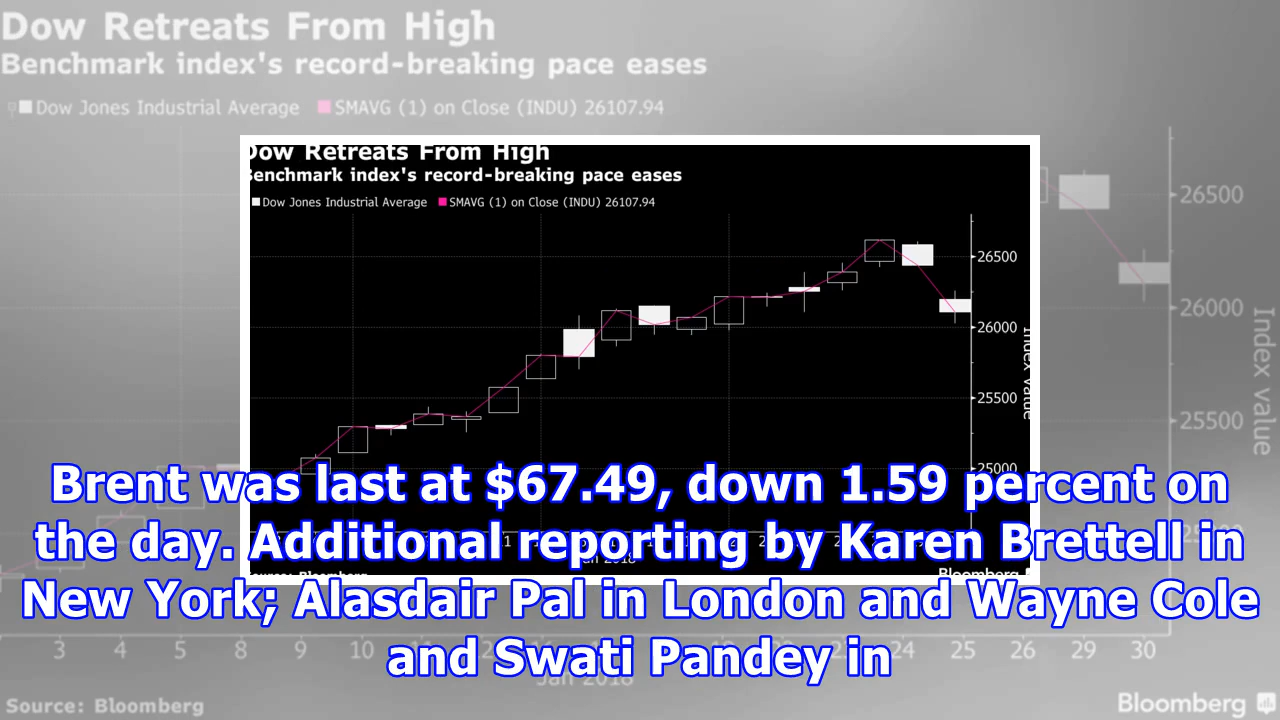 Dow Retreats From High
Benchmark index's record-breaking pace eases
Dow Jones Industrial Average SMAVG (1) on Close (INDU) 26107.94
Dow Retreats From High
Benchmark index's record-breaking pace eases
Dow Jones Industrial Average SMAVG (1) on Close (INDU) 26107.94
26500
26000
25500
25000
Index value
26500
26000
25500
Index value
Brent was last at $67.49, down 1.59 percent on
the day. Additional reporting by Karen Brettell in
New York; Alasdair Pal in London and Wayne Cole
and Swati Pandey in
3 4 5 8 9 24 25 26 29 30
Jan 2018
Source: Bloomberg
Bloomberg